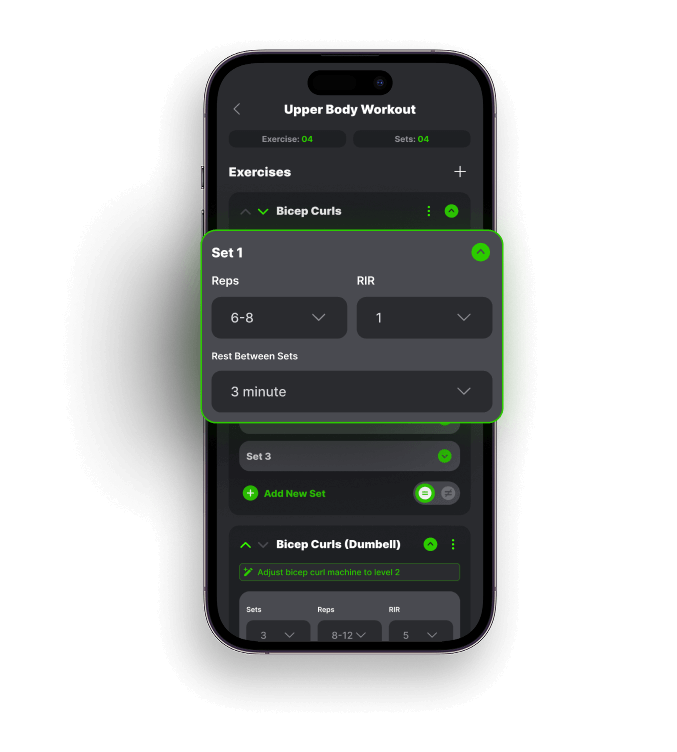 Upper Body Workout
Exercise: 04 Sets: 04
Exercises
Bicep Curls
Set 1
Reps RIR
6-8 1
Rest Between Sets
3 minute
Set 3
Add New Set
Bicep Curls (Dumbell)
Adjust bicep curl machine to level 2
Sets Reps RIR
3 8-12 5